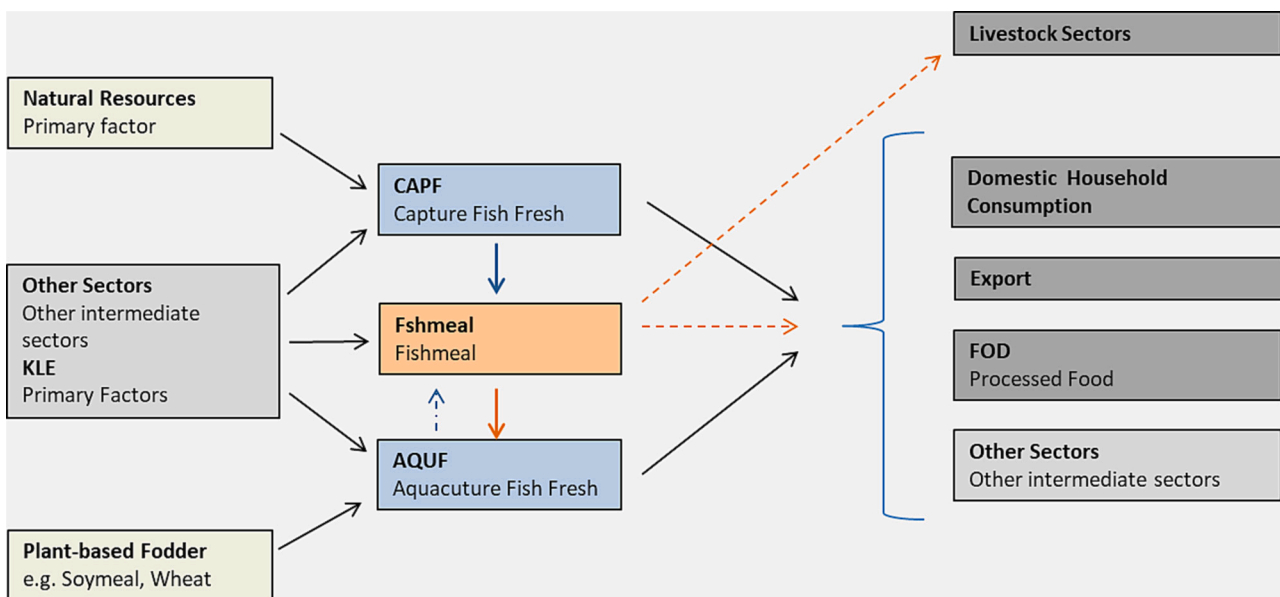 Natural Resources
Primary factor
Other Sectors
Other intermediate
sectors
KLE
Primary Factors
Plant-based Fodder
e.g. Soymeal, Wheat
CAPF
Capture Fish Fresh
Fshmeal
Fishmeal
AQUF
Aquacuture Fish Fresh
Livestock Sectors
Domestic Household
Consumption
Export
FOD
Processed Food
Other Sectors
Other intermediate sectors